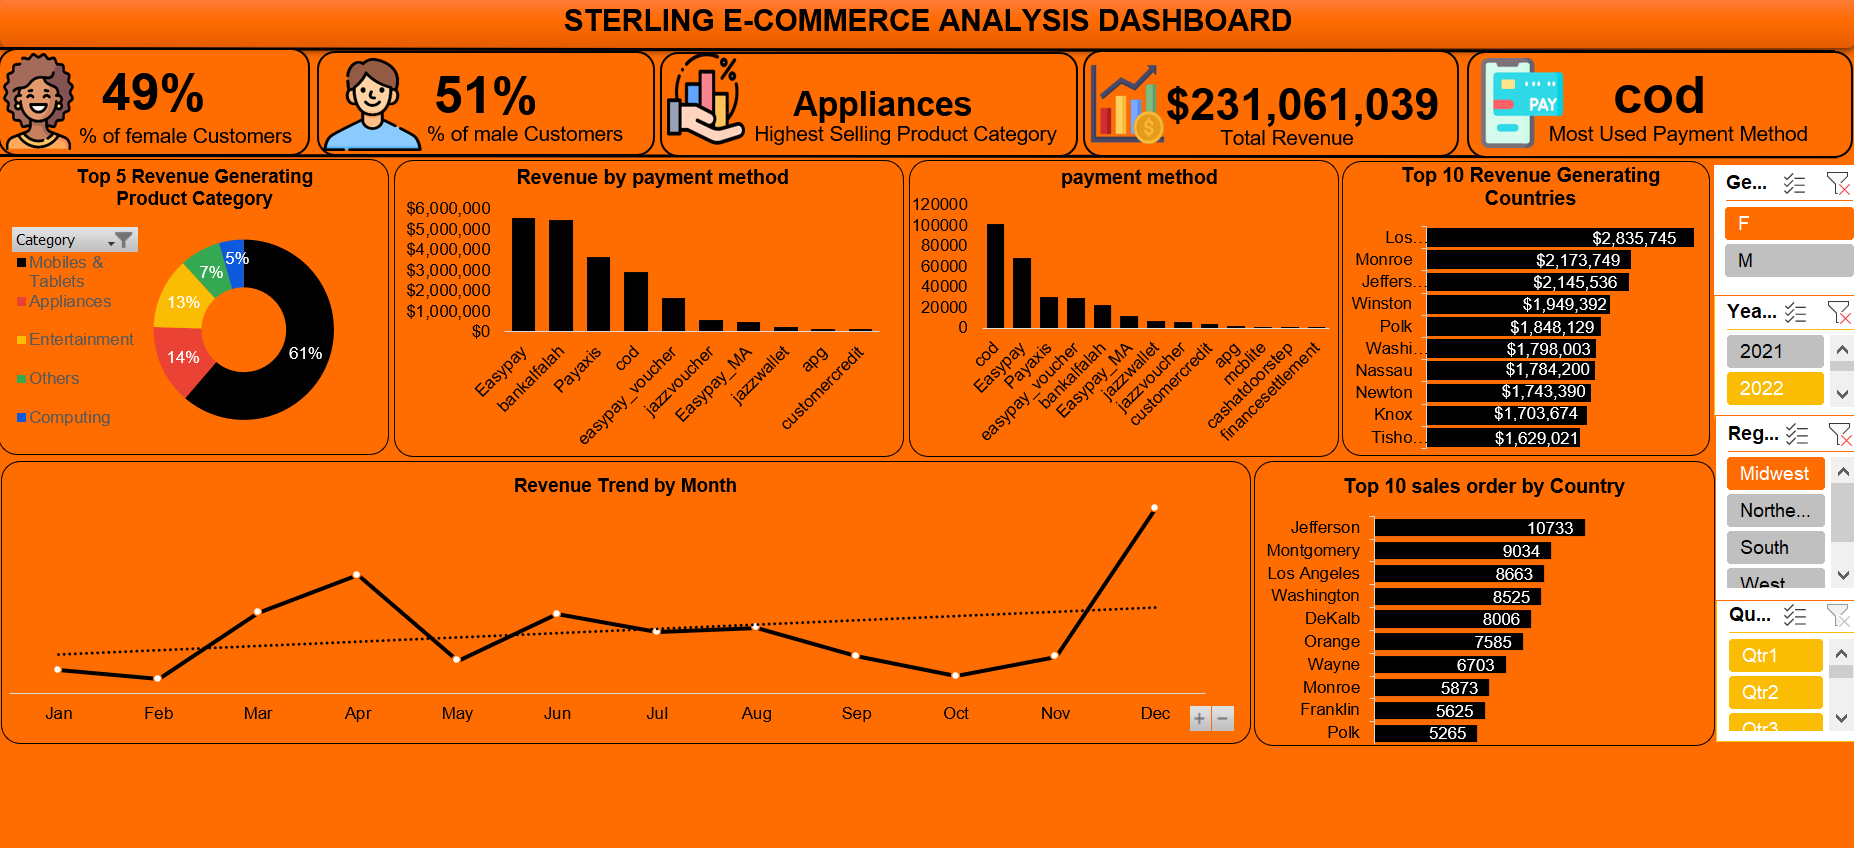 STERLING E-COMMERCE ANALYSIS DASHBOARD
49%
% of female Customers
51%
% of male Customers
%
Appliances
Highest Selling Product Category
$231,061,039
Total Revenue
PAY
cod
Most Used Payment Method
Top 5 Revenue Generating
Product Category
Category
Mobiles &
Tablets
Appliances
Entertainment
Others
Computing
5%
7%
13%
14%
61%
Revenue by payment method
$6,000,000
$5,000,000
$4,000,000
$3,000,000
$2,000,000
$1,000,000
$0
Easypay
bankalfalah
Payaxis
cod
easypay_voucher
jazzvoucher
Easypay_MA
jazzwallet
apg
customercredit
payment method
120000
100000
80000
60000
40000
20000
0
cod
Easypay
Payaxis
easypay_voucher
bankalfalah
Easypay_MA
jazzwallet
jazzvoucher
customercredit
apg
mcblite
cashatdoorstep
financesettlement
Top 10 Revenue Generating
Countries
Los... $2,835,745
Monroe $2,173,749
Jeffers... $2,145,536
Winston $1,949,392
Polk $1,848,129
Washi... $1,798,003
Nassau $1,784,200
Newton $1,743,390
Knox $1,703,674
Tisho... $1,629,021
Ge...
F
M
Yea...
2021
2022
Reg...
Midwest
Northe...
South
West
Qu...
Qtr1
Qtr2
Qtr3
Revenue Trend by Month
Jan Feb Mar Apr May Jun Jul Aug Sep Oct Nov Dec
+ −
Top 10 sales order by Country
Jefferson 10733
Montgomery 9034
Los Angeles 8663
Washington 8525
DeKalb 8006
Orange 7585
Wayne 6703
Monroe 5873
Franklin 5625
Polk 5265